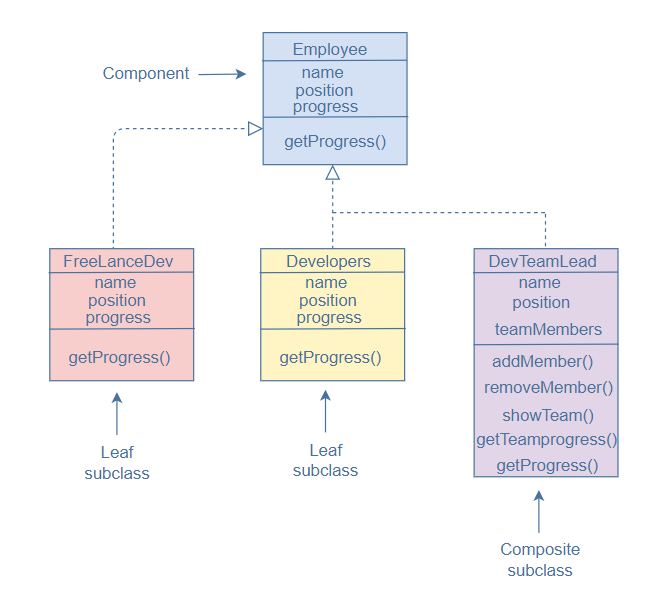 Employee
Component
name
position
progress
getProgress()
FreeLanceDev
name
position
progress
getProgress()
Developers
name
position
progress
getProgress()
DevTeamLead
name
position
teamMembers
addMember()
removeMember()
showTeam()
getTeamprogress()
getProgress()
Leaf
subclass
Leaf
subclass
Composite
subclass